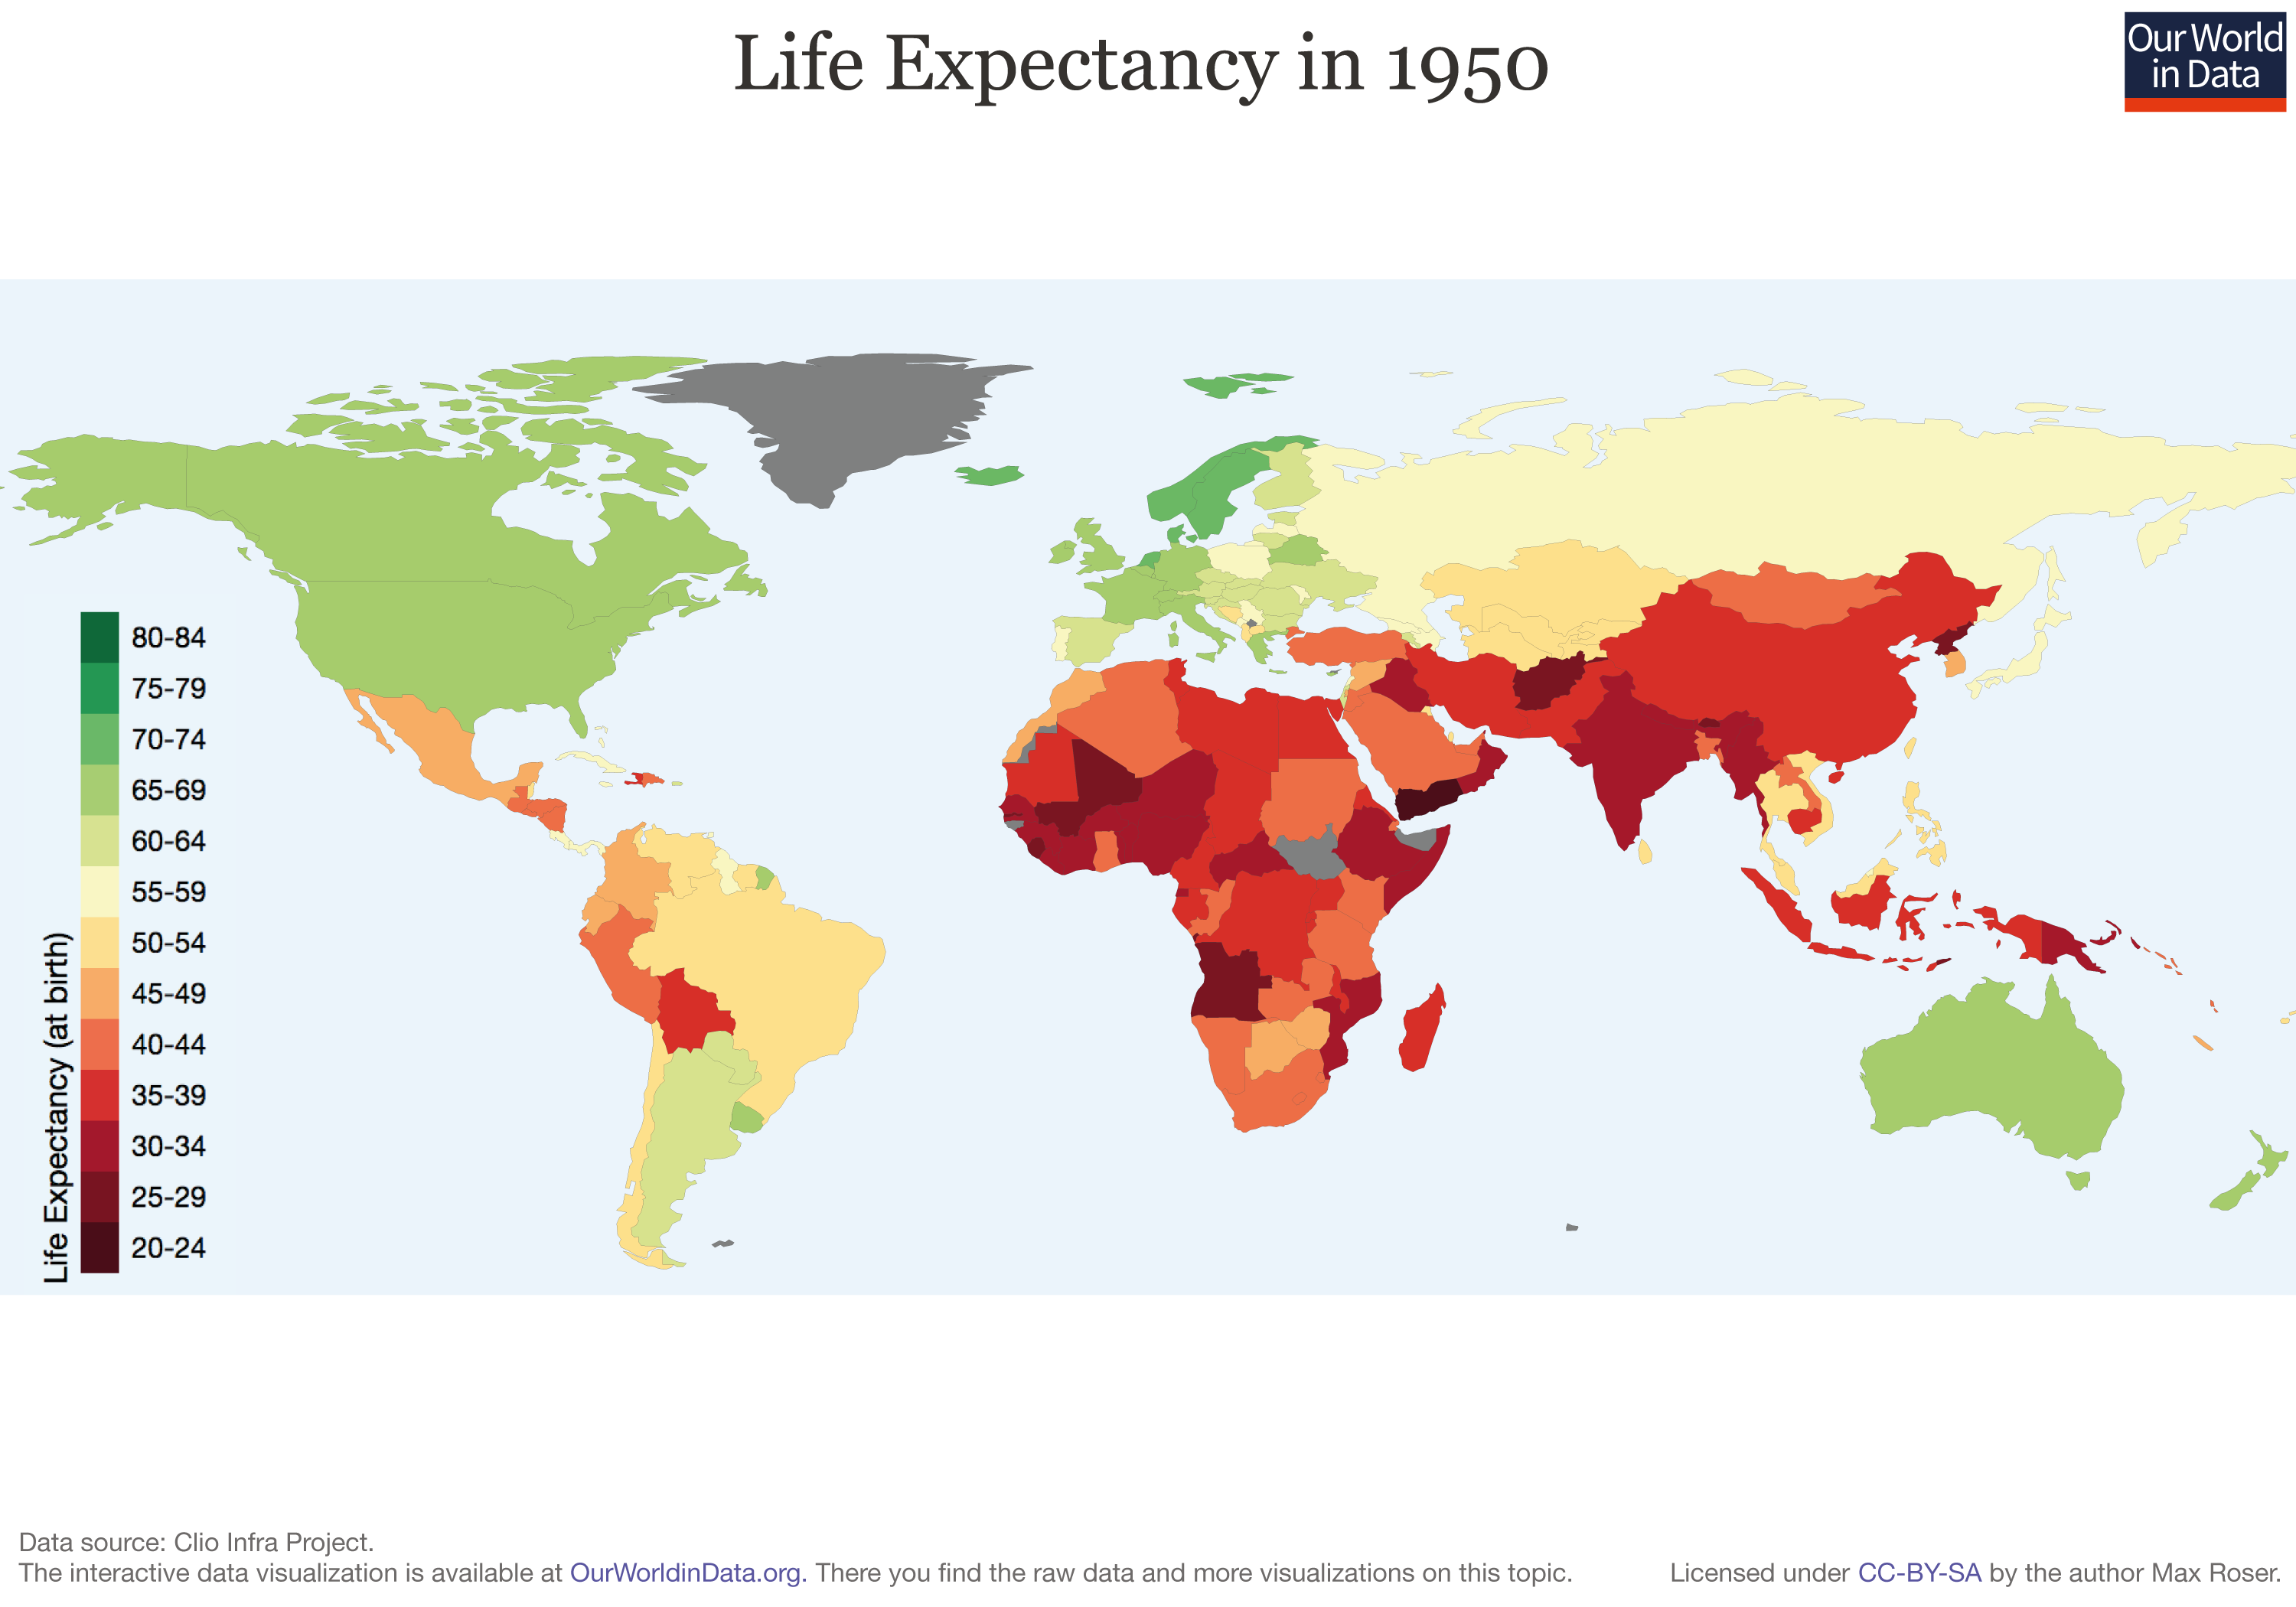 Life Expectancy in 1950
Our World
in Data
Life Expectancy (at birth)
80-84
75-79
70-74
65-69
60-64
55-59
50-54
45-49
40-44
35-39
30-34
25-29
20-24
Data source: Clio Infra Project.
The interactive data visualization is available at OurWorldinData.org. There you find the raw data and more visualizations on this topic.
Licensed under CC-BY-SA by the author Max Roser.